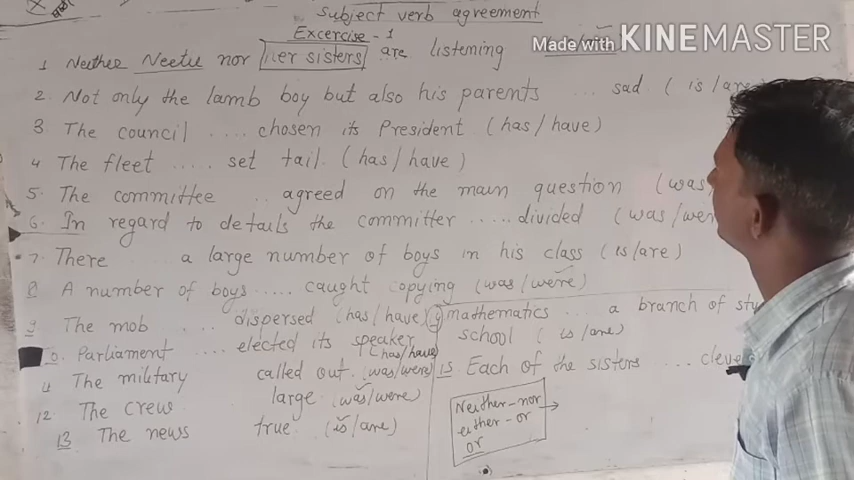 Subject verb agreement
Excercise - 1
Made with KINEMASTER
1 Neither Neetu nor her sisters are listening
2. Not only the lamb boy but also his parents ... sad. (is/are)
3 The council .... chosen its President (has/have)
4 The fleet ..... set tail. (has/have)
5. The committee .. agreed on the main question (was
6. In regard to details the committer ..... divided (was/wer
7. There a large number of boys in his class (is/are)
8 A number of boys ..... caught copying (was/were)
9 The mob .... dispersed (has/have)
10. Parliament .... elected its speaker (has/have)
11 The military called out. (was/were)
12. The crew large (was/were)
13 The news true (is/are)
mathematics ... a branch of stu
school (is/are)
15. Each of the sisters ... cleve
Neither-nor
either-or
or